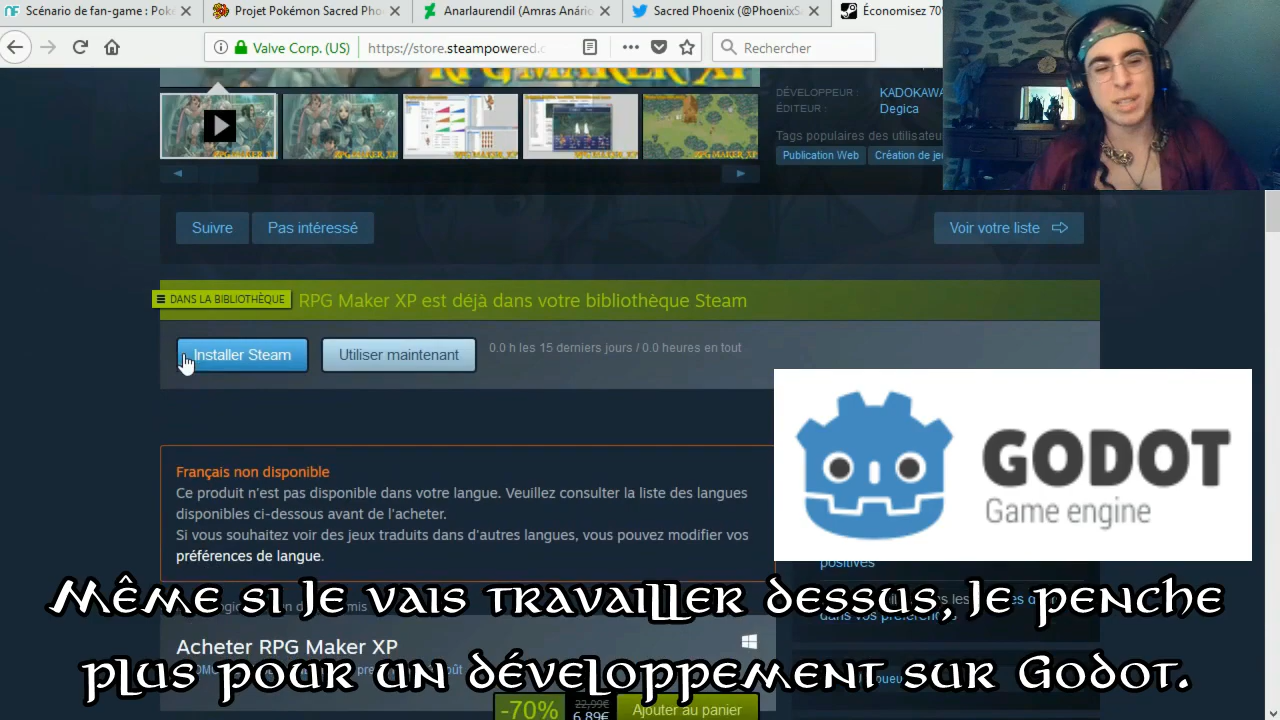 Scénario de fan-game : Pok
Projet Pokémon Sacred Pho
Anarlaurendil (Amras Anário
Sacred Phoenix (@PhoenixS
Économisez 70%
Valve Corp. (US)
https://store.steampowered.c
Rechercher
RPG MAKER XP
DÉVELOPPEUR : KADOKAWA
ÉDITEUR : Degica
Tags populaires des utilisateu
Publication Web
Création de je
Suivre
Pas intéressé
Voir votre liste
DANS LA BIBLIOTHÈQUE
RPG Maker XP est déjà dans votre bibliothèque Steam
Installer Steam
Utiliser maintenant
0.0 h les 15 derniers jours / 0.0 heures en tout
GODOT
Game engine
Français non disponible
Ce produit n'est pas disponible dans votre langue. Veuillez consulter la liste des langues
disponibles ci-dessous avant de l'acheter.
Si vous souhaitez voir des jeux traduits dans d'autres langues, vous pouvez modifier vos
préférences de langue.
positives
Même si je vais travailler dessus, je penche
plus pour un développement sur Godot.
Acheter RPG Maker XP
-70%
22,99€
6,89€
Ajouter au panier